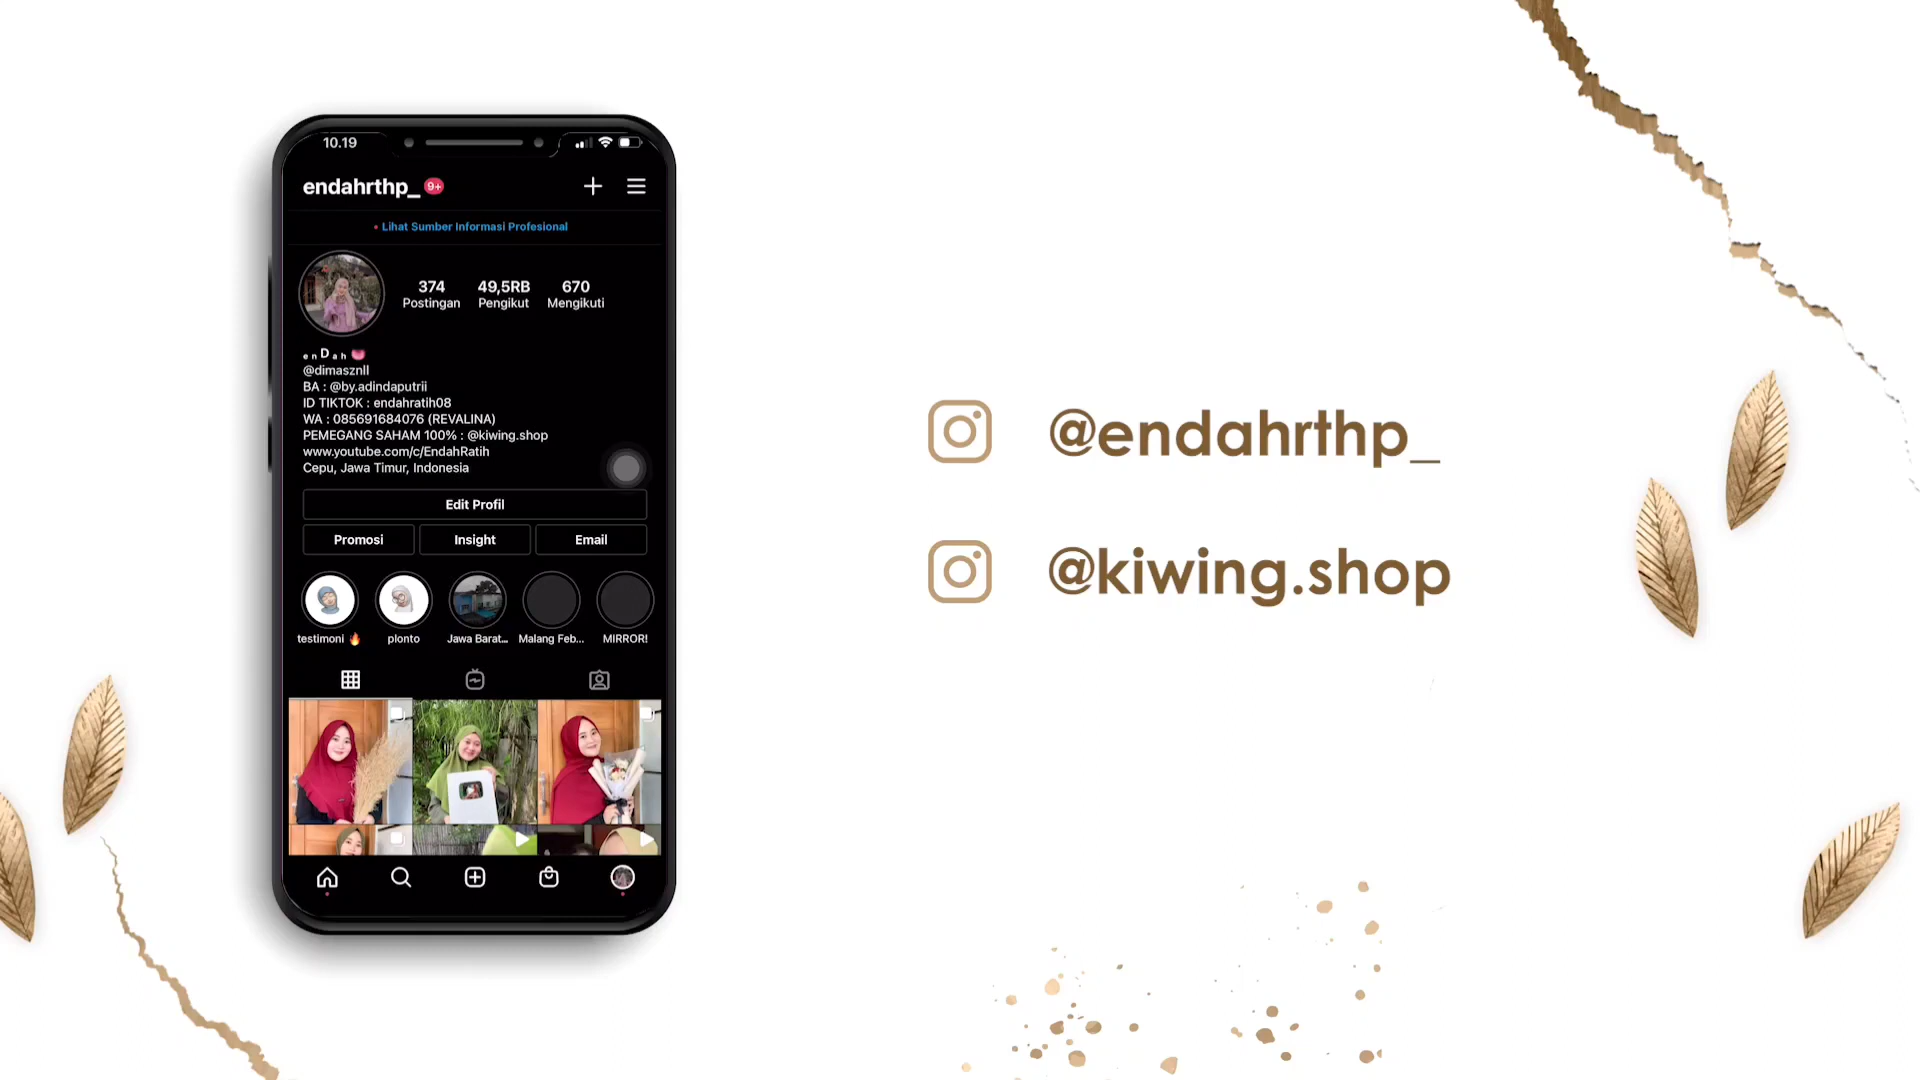 10.19
endahrthp_ 9+
• Lihat Sumber Informasi Profesional
374 49,5RB 670
Postingan Pengikut Mengikuti
ₑₙDₐₕ👅
@dimasznll
BA : @by.adindaputrii
ID TIKTOK : endahratih08
WA : 085691684076 (REVALINA)
PEMEGANG SAHAM 100% : @kiwing.shop
www.youtube.com/c/EndahRatih
Cepu, Jawa Timur, Indonesia
Edit Profil
Promosi Insight Email
testimoni 🔥 plonto Jawa Barat... Malang Feb... MIRROR!
@endahrthp_
@kiwing.shop